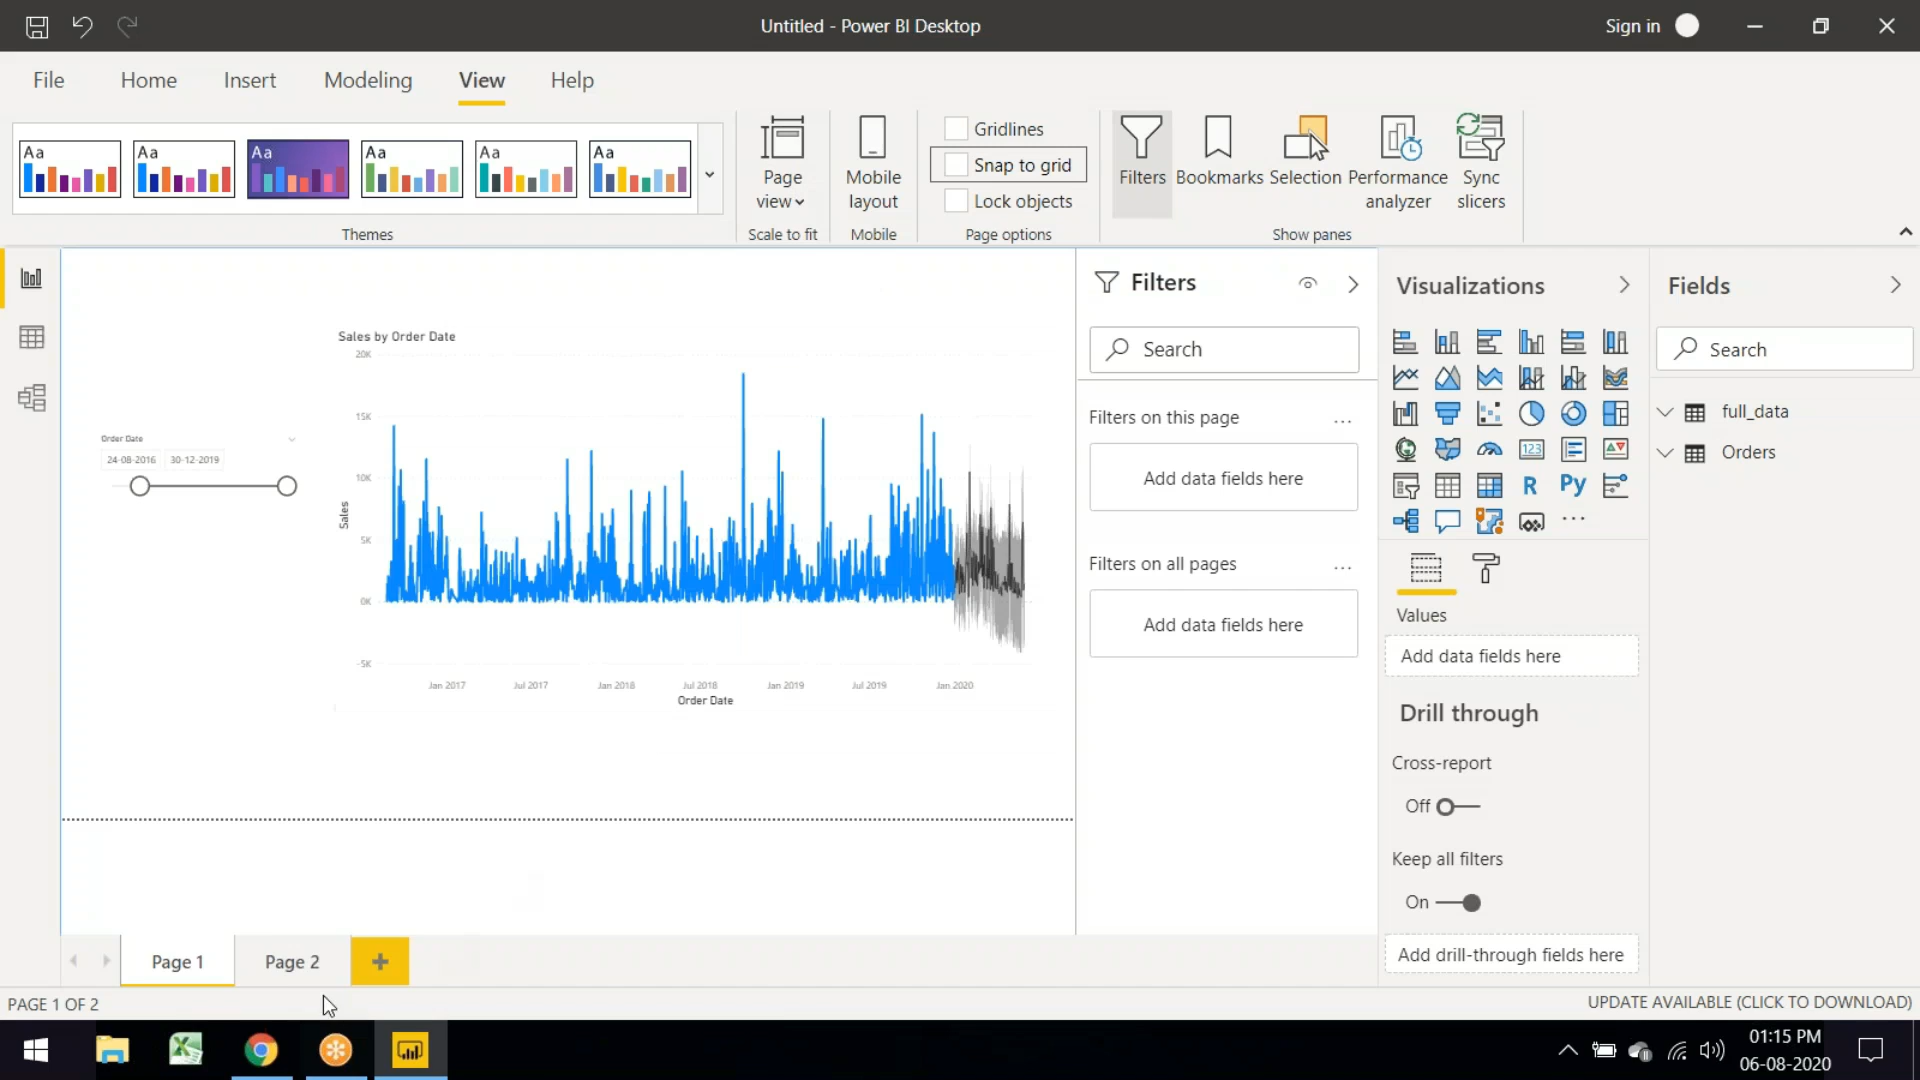 Untitled - Power BI Desktop
Sign in
File
Home
Insert
Modeling
View
Help
Aa
Aa
Aa
Aa
Aa
Aa
Themes
Page
view
Scale to fit
Mobile
layout
Mobile
Gridlines
Snap to grid
Lock objects
Page options
Filters
Bookmarks
Selection
Performance
analyzer
Sync
slicers
Show panes
Order Date
24-08-2016
30-12-2019
Sales by Order Date
20K
15K
10K
5K
0K
-5K
Sales
Jan 2017
Jul 2017
Jan 2018
Jul 2018
Jan 2019
Jul 2019
Jan 2020
Order Date
Filters
Search
Filters on this page
...
Add data fields here
Filters on all pages
...
Add data fields here
Visualizations
123
R
Py
...
Values
Add data fields here
Drill through
Cross-report
Off
Keep all filters
On
Add drill-through fields here
Fields
Search
full_data
Orders
Page 1
Page 2
+
PAGE 1 OF 2
UPDATE AVAILABLE (CLICK TO DOWNLOAD)
01:15 PM
06-08-2020